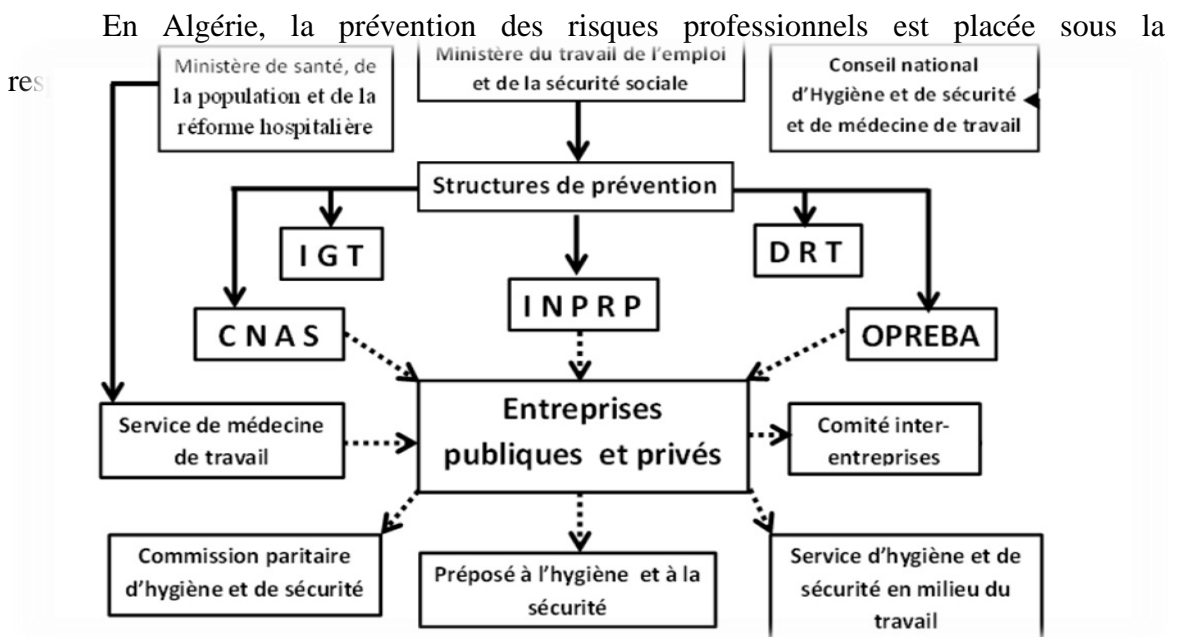 En Algérie, la prévention des risques professionnels est placée sous la
Ministère de santé, de
la population et de la
réforme hospitalière
Ministère du travail de l'emploi
et de la sécurité sociale
Conseil national
d'Hygiène et de sécurité
et de médecine de travail
Structures de prévention
I G T
D R T
C N A S
I N P R P
OPREBA
Service de médecine
de travail
Entreprises
publiques et privés
Comité inter-
entreprises
Commission paritaire
d'hygiène et de sécurité
Préposé à l'hygiène et à la
sécurité
Service d'hygiène et de
sécurité en milieu du
travail